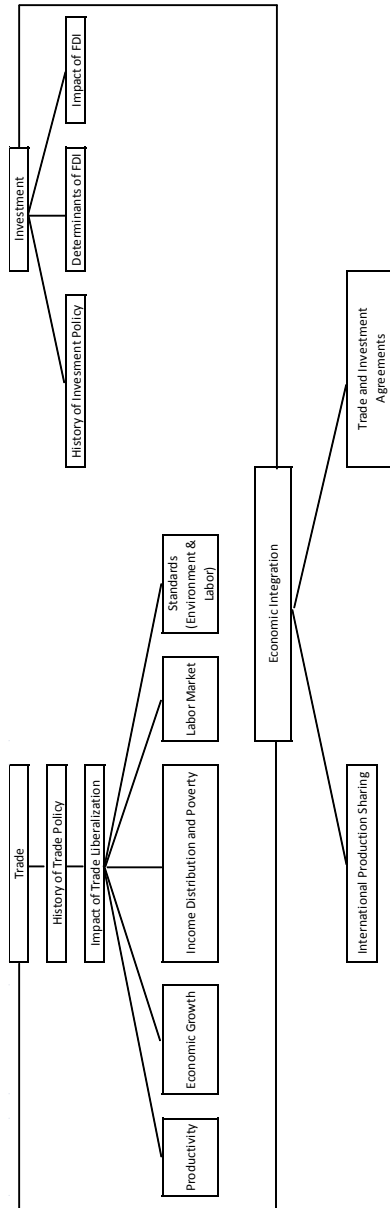 Trade
History of Trade Policy
Impact of Trade Liberalization
Productivity
Economic Growth
Income Distribution and Poverty
Labor Market
Standards
(Environment &
Labor)
Investment
History of Invesment Policy
Determinants of FDI
Impact of FDI
Economic Integration
International Production Sharing
Trade and Investment
Agreements